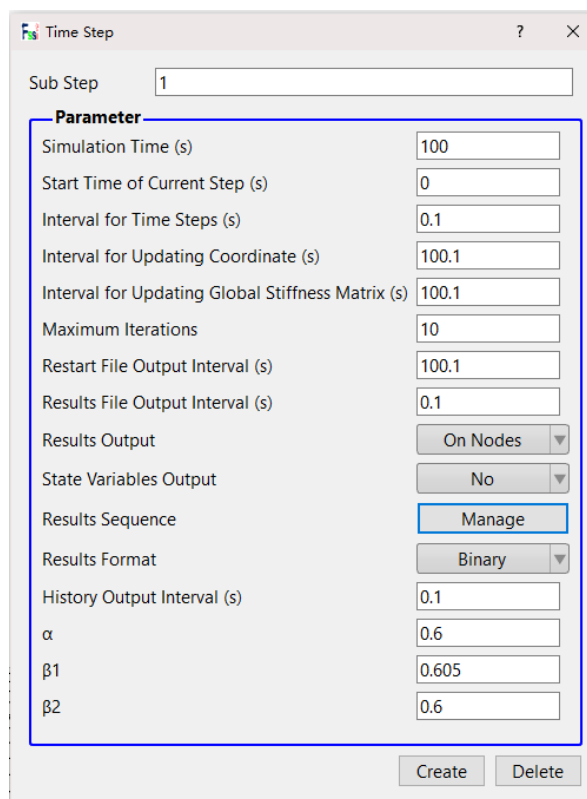 Fssi Time Step ? ×
Sub Step 1
Parameter
Simulation Time (s) 100
Start Time of Current Step (s) 0
Interval for Time Steps (s) 0.1
Interval for Updating Coordinate (s) 100.1
Interval for Updating Global Stiffness Matrix (s) 100.1
Maximum Iterations 10
Restart File Output Interval (s) 100.1
Results File Output Interval (s) 0.1
Results Output On Nodes
State Variables Output No
Results Sequence Manage
Results Format Binary
History Output Interval (s) 0.1
α 0.6
β1 0.605
β2 0.6
Create Delete